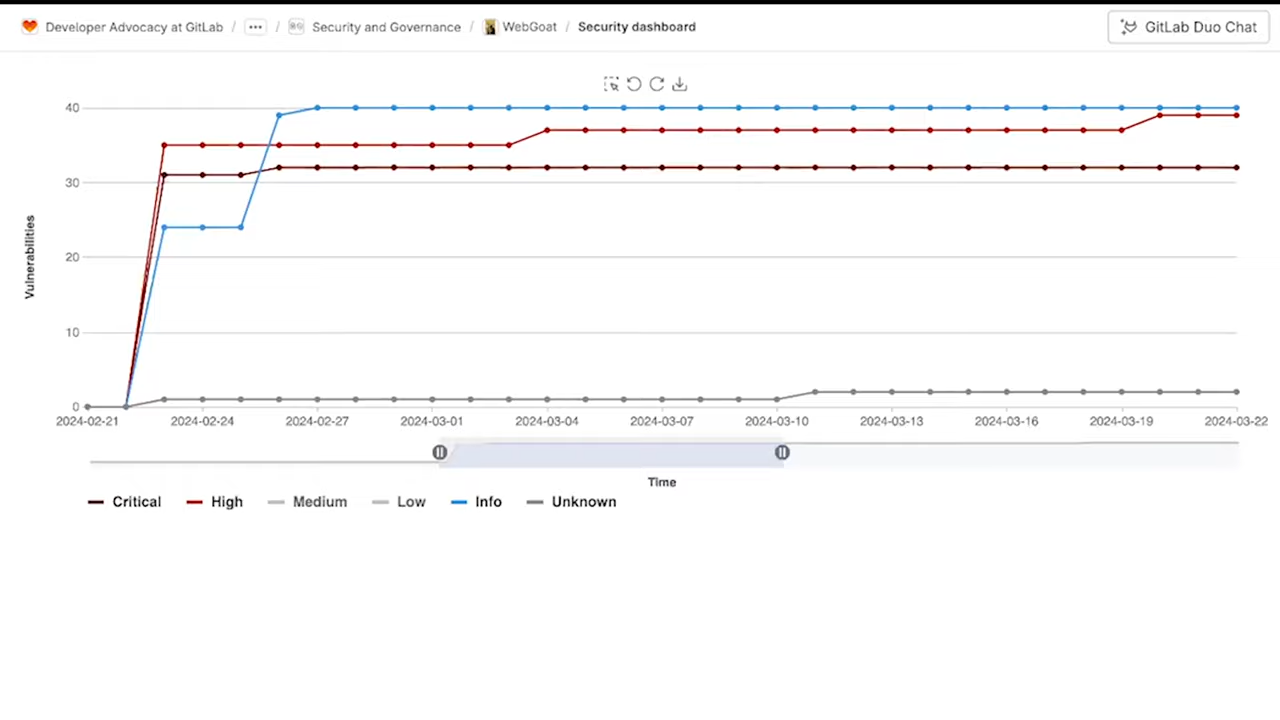 Developer Advocacy at GitLab / ... / Security and Governance / WebGoat / Security dashboard
GitLab Duo Chat
40
30
20
10
0
Vulnerabilities
2024-02-21 2024-02-24 2024-02-27 2024-03-01 2024-03-04 2024-03-07 2024-03-10 2024-03-13 2024-03-16 2024-03-19 2024-03-22
Time
Critical High Medium Low Info Unknown